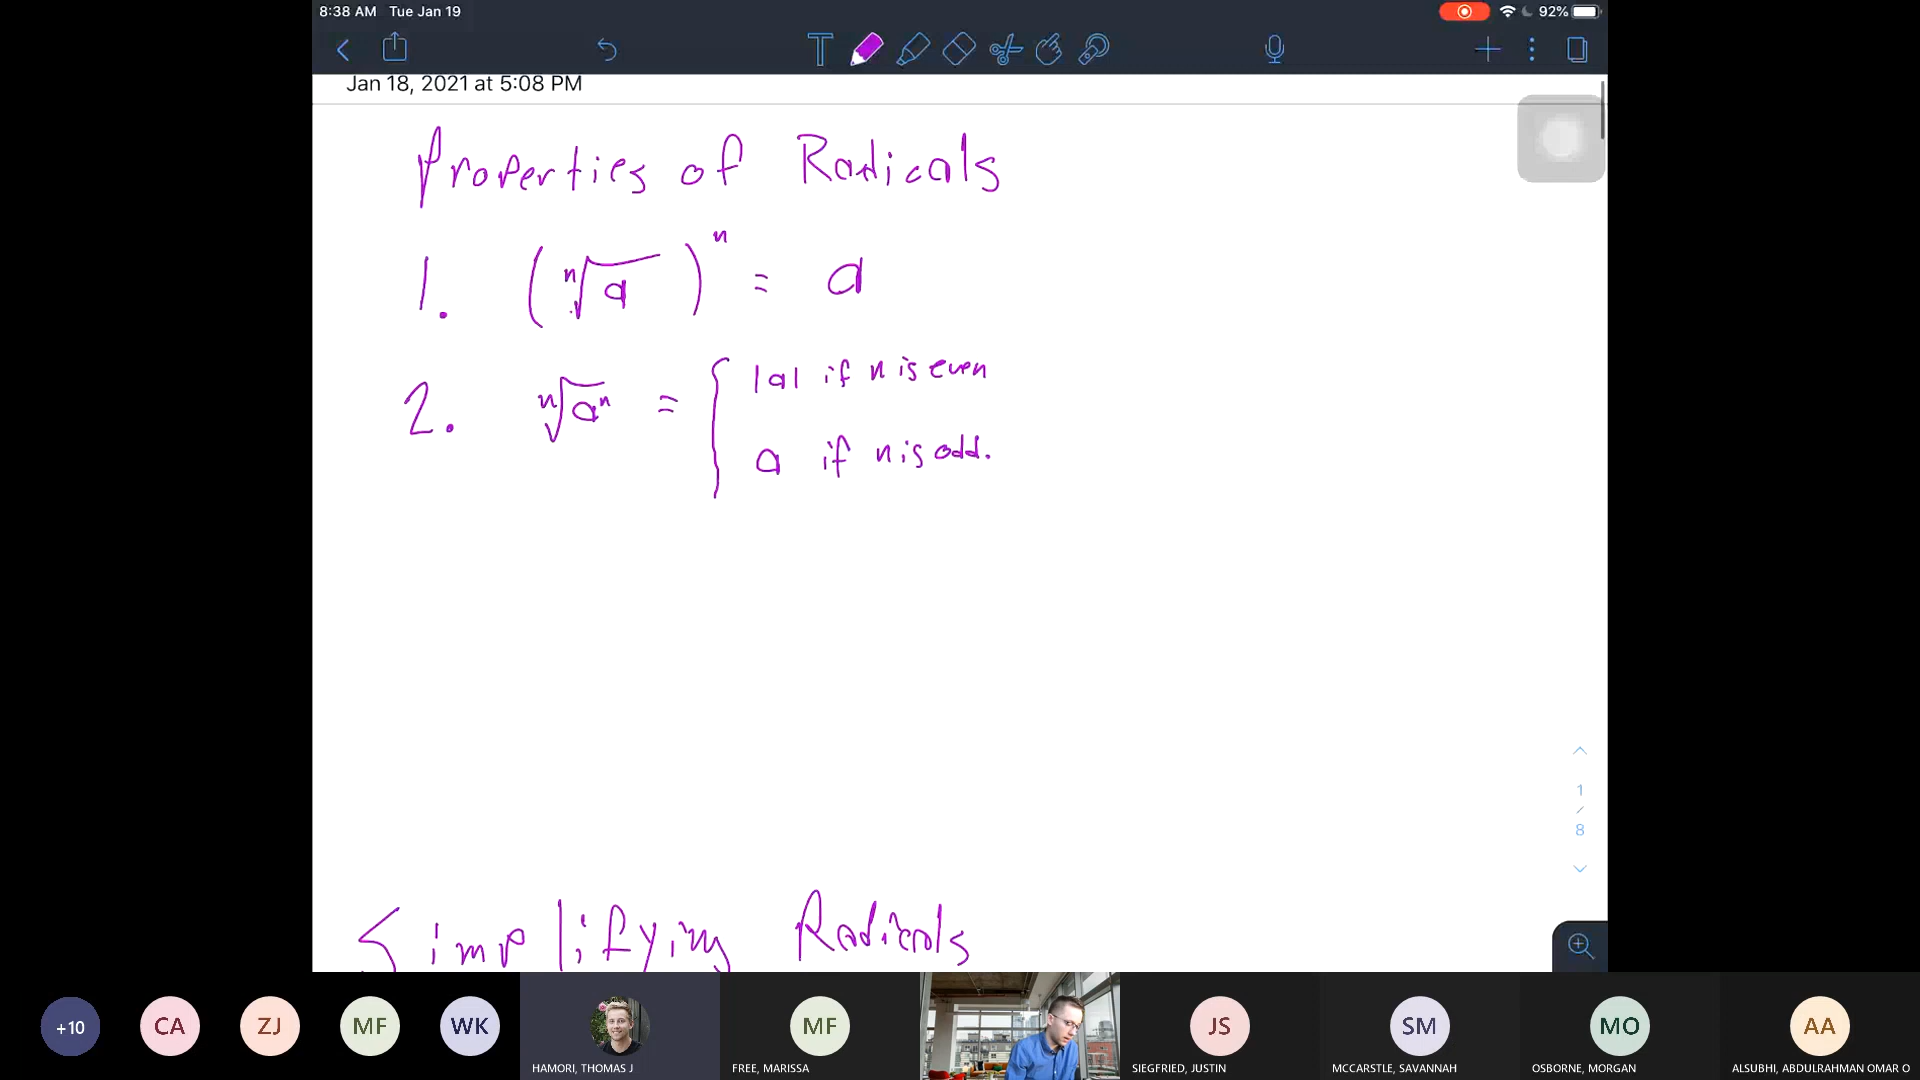 8:38 AM Tue Jan 19
92%
Jan 18, 2021 at 5:08 PM
Properties of Radicals
1. (ⁿ√a)ⁿ = a
2. ⁿ√aⁿ = { |a| if n is even
a if n is odd.
1
/
8
Simplifying Radicals
+10
CA
ZJ
MF
WK
HAMORI, THOMAS J
MF
FREE, MARISSA
JS
SIEGFRIED, JUSTIN
SM
MCCARSTLE, SAVANNAH
MO
OSBORNE, MORGAN
AA
ALSUBHI, ABDULRAHMAN OMAR O